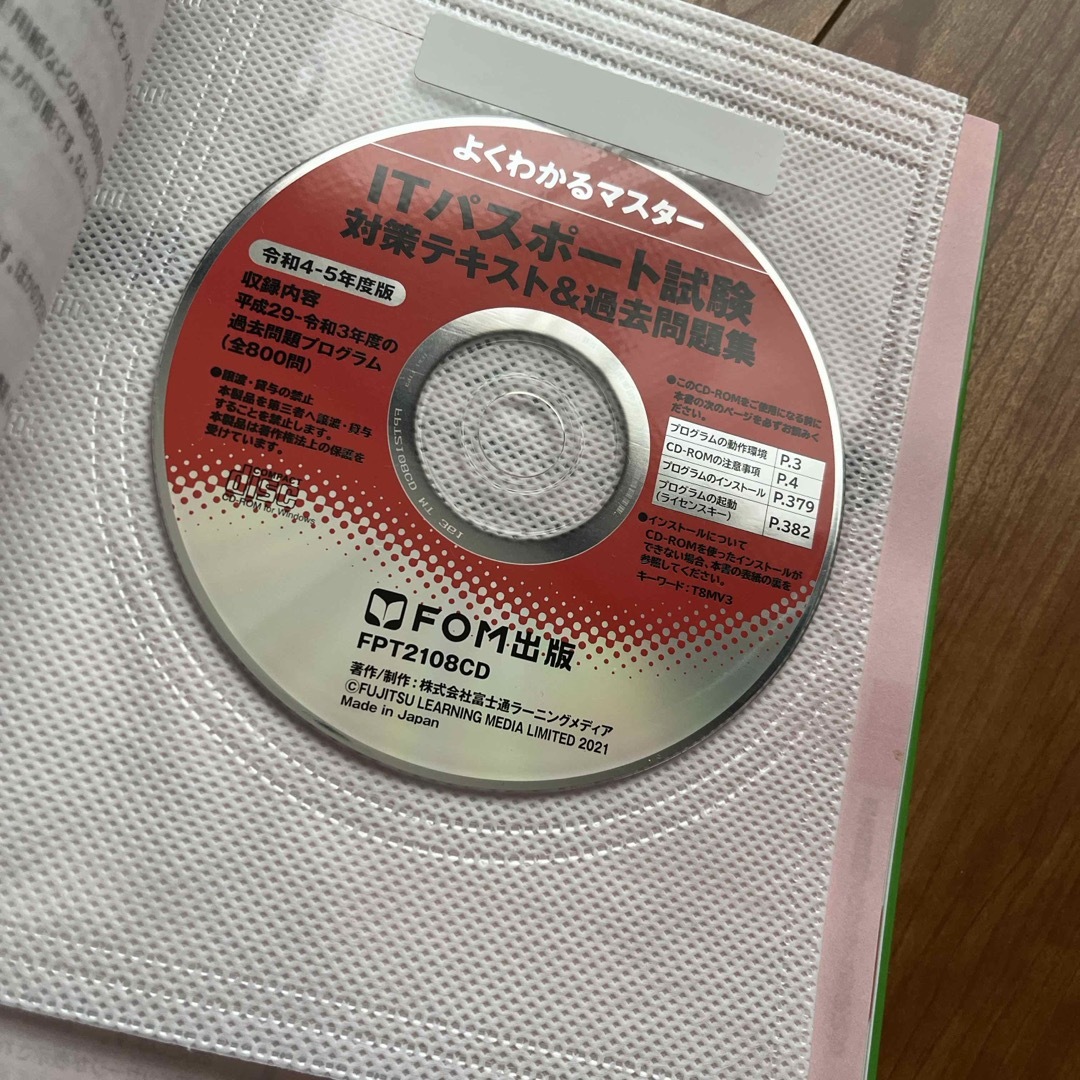 よくわかるマスター
ITパスポート試験
対策テキスト&過去問題集
令和4-5年度版
収録内容
平成29-令和3年度の
過去問題プログラム
(全800問)
●譲渡・貸与の禁止
本製品を第三者へ譲渡・貸与
することを禁止します。
本製品は著作権法上の保護を
受けています。
COMPACT
disc
CD-ROM for Windows
●このCD-ROMをご使用になる前に
本書の次のページを必ずお読みく
ださい。
プログラムの動作環境 P.3
CD-ROMの注意事項 P.4
プログラムのインストール P.379
プログラムの起動
(ライセンスキー) P.382
●インストールについて
CD-ROMを使ったインストールが
できない場合、本書の表紙の裏を
参照してください。
キーワード:T8MV3
FPT2108CD
FOM出版
FPT2108CD
著作/制作:株式会社富士通ラーニングメディア
©FUJITSU LEARNING MEDIA LIMITED 2021
Made in Japan